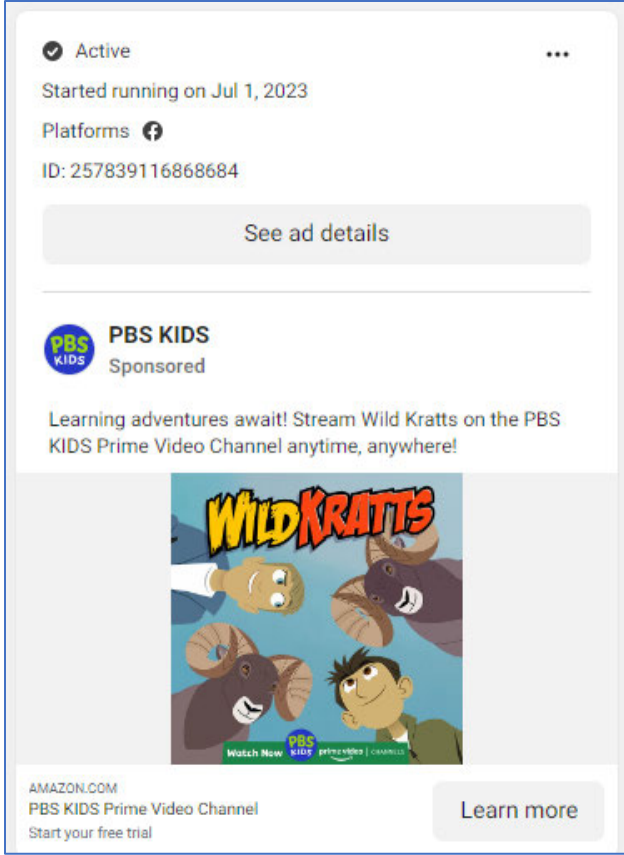 Active
Started running on Jul 1, 2023
Platforms
ID: 257839116868684
See ad details
PBS KIDS
PBS KIDS
Sponsored
Learning adventures await! Stream Wild Kratts on the PBS
KIDS Prime Video Channel anytime, anywhere!
WILD KRATTS
Watch Now PBS KIDS prime video | CHANNELS
AMAZON.COM
PBS KIDS Prime Video Channel
Start your free trial
Learn more